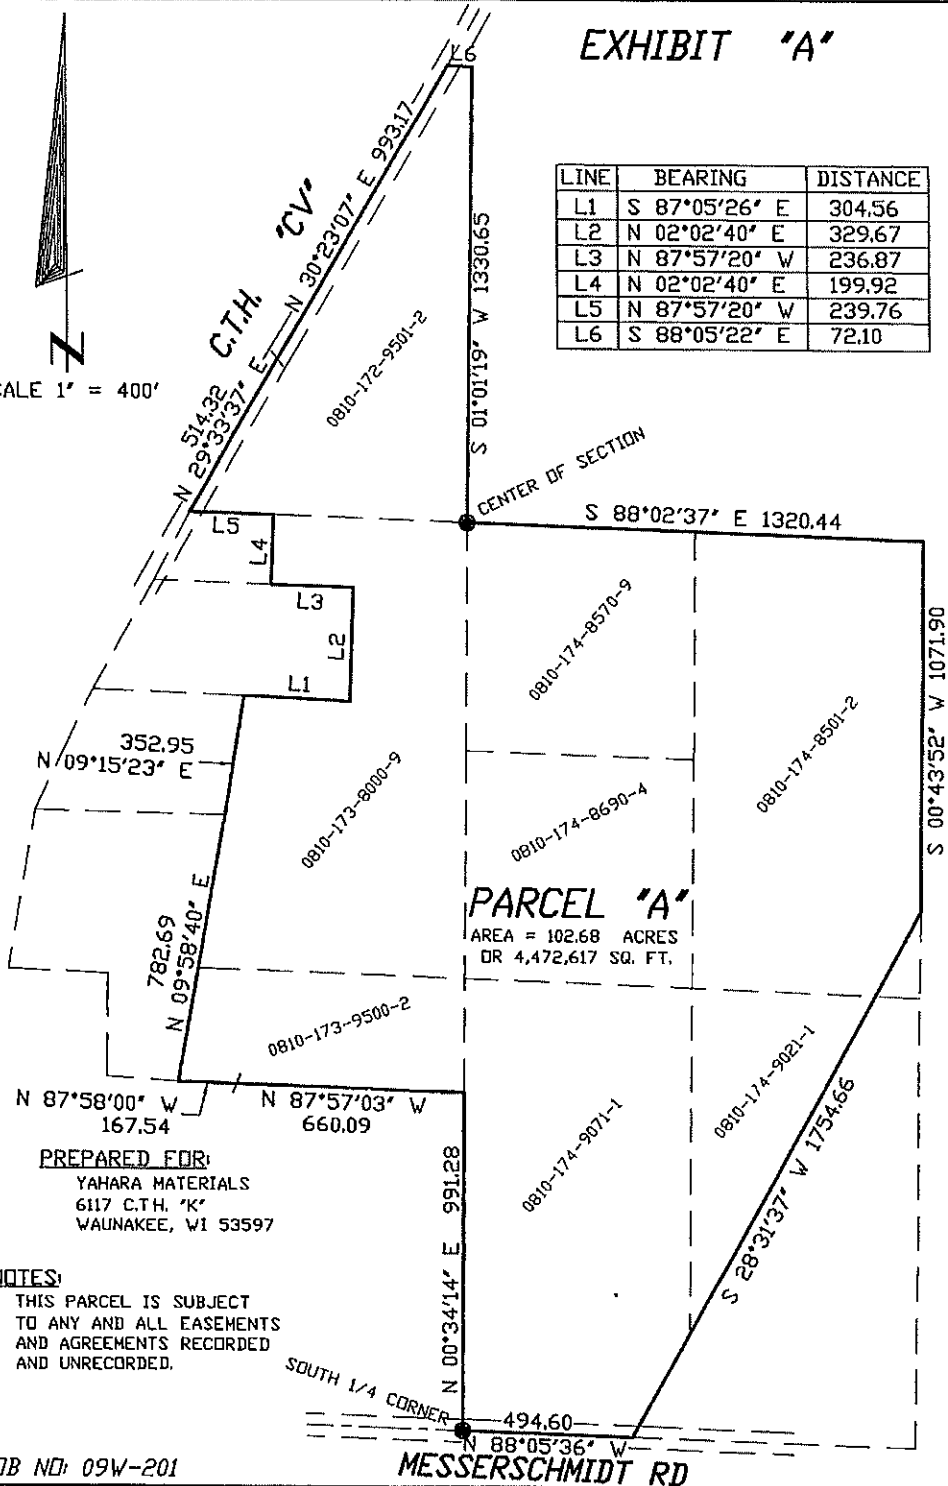 EXHIBIT "A"
LINE BEARING DISTANCE
L1 S 87°05'26" E 304.56
L2 N 02°02'40" E 329.67
L3 N 87°57'20" W 236.87
L4 N 02°02'40" E 199.92
L5 N 87°57'20" W 239.76
L6 S 88°05'22" E 72.10
L6
N
CALE 1" = 400'
C.T.H. "CV"
N 30°23'07" E 993.17
514.32
N 29°33'37" E
0810-172-9501-2
S 01°01'19" W 1330.65
CENTER OF SECTION
S 88°02'37" E 1320.44
L5
L4
L3
L2
L1
352.95
N 09°15'23" E
0810-173-8000-9
0810-174-8570-9
0810-174-8501-2
0810-174-8690-4
S 00°43'52" W 1071.90
PARCEL "A"
AREA = 102.68 ACRES
OR 4,472,617 SQ. FT.
782.69
N 09°58'40" E
0810-173-9500-2
N 87°58'00" W
167.54
N 87°57'03" W
660.09
0810-174-9071-1
0810-174-9021-1
S 28°31'37" W 1754.66
N 00°34'14" E 991.28
PREPARED FOR:
YAHARA MATERIALS
6117 C.T.H. "K"
WAUNAKEE, WI 53597
NOTES:
THIS PARCEL IS SUBJECT
TO ANY AND ALL EASEMENTS
AND AGREEMENTS RECORDED
AND UNRECORDED.
SOUTH 1/4 CORNER
494.60
N 88°05'36" W
MESSERSCHMIDT RD
OB NO: 09W-201